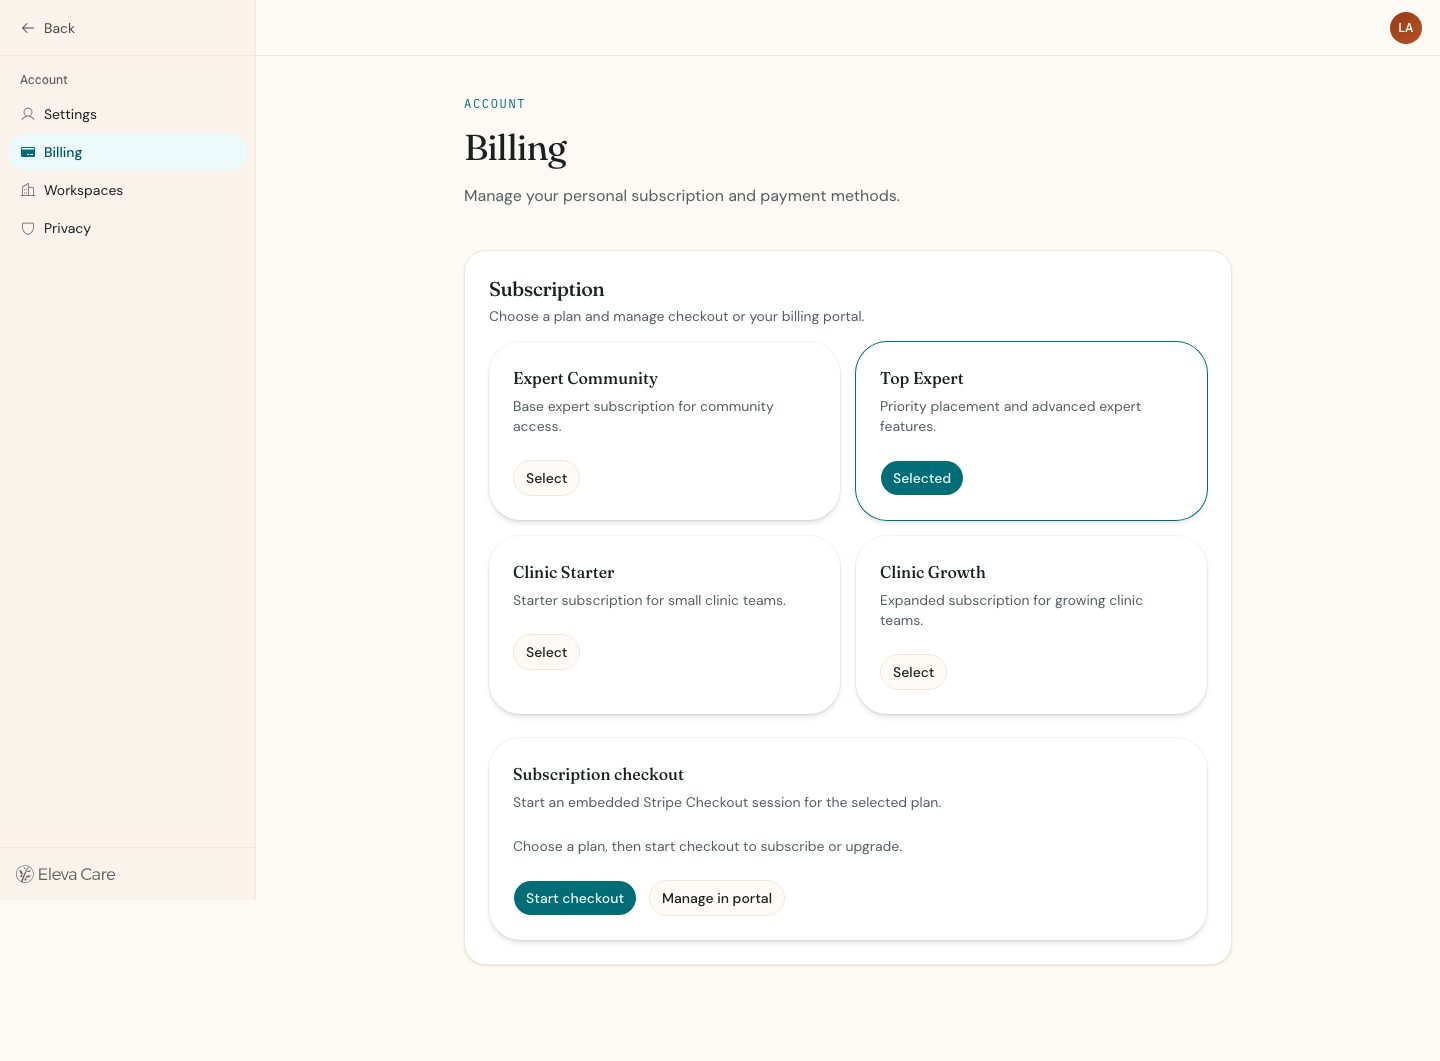 Back
LA
Account
Settings
Billing
Workspaces
Privacy
Eleva Care
ACCOUNT
Billing
Manage your personal subscription and payment methods.
Subscription
Choose a plan and manage checkout or your billing portal.
Expert Community
Base expert subscription for community
access.
Select
Top Expert
Priority placement and advanced expert
features.
Selected
Clinic Starter
Starter subscription for small clinic teams.
Select
Clinic Growth
Expanded subscription for growing clinic
teams.
Select
Subscription checkout
Start an embedded Stripe Checkout session for the selected plan.
Choose a plan, then start checkout to subscribe or upgrade.
Start checkout
Manage in portal